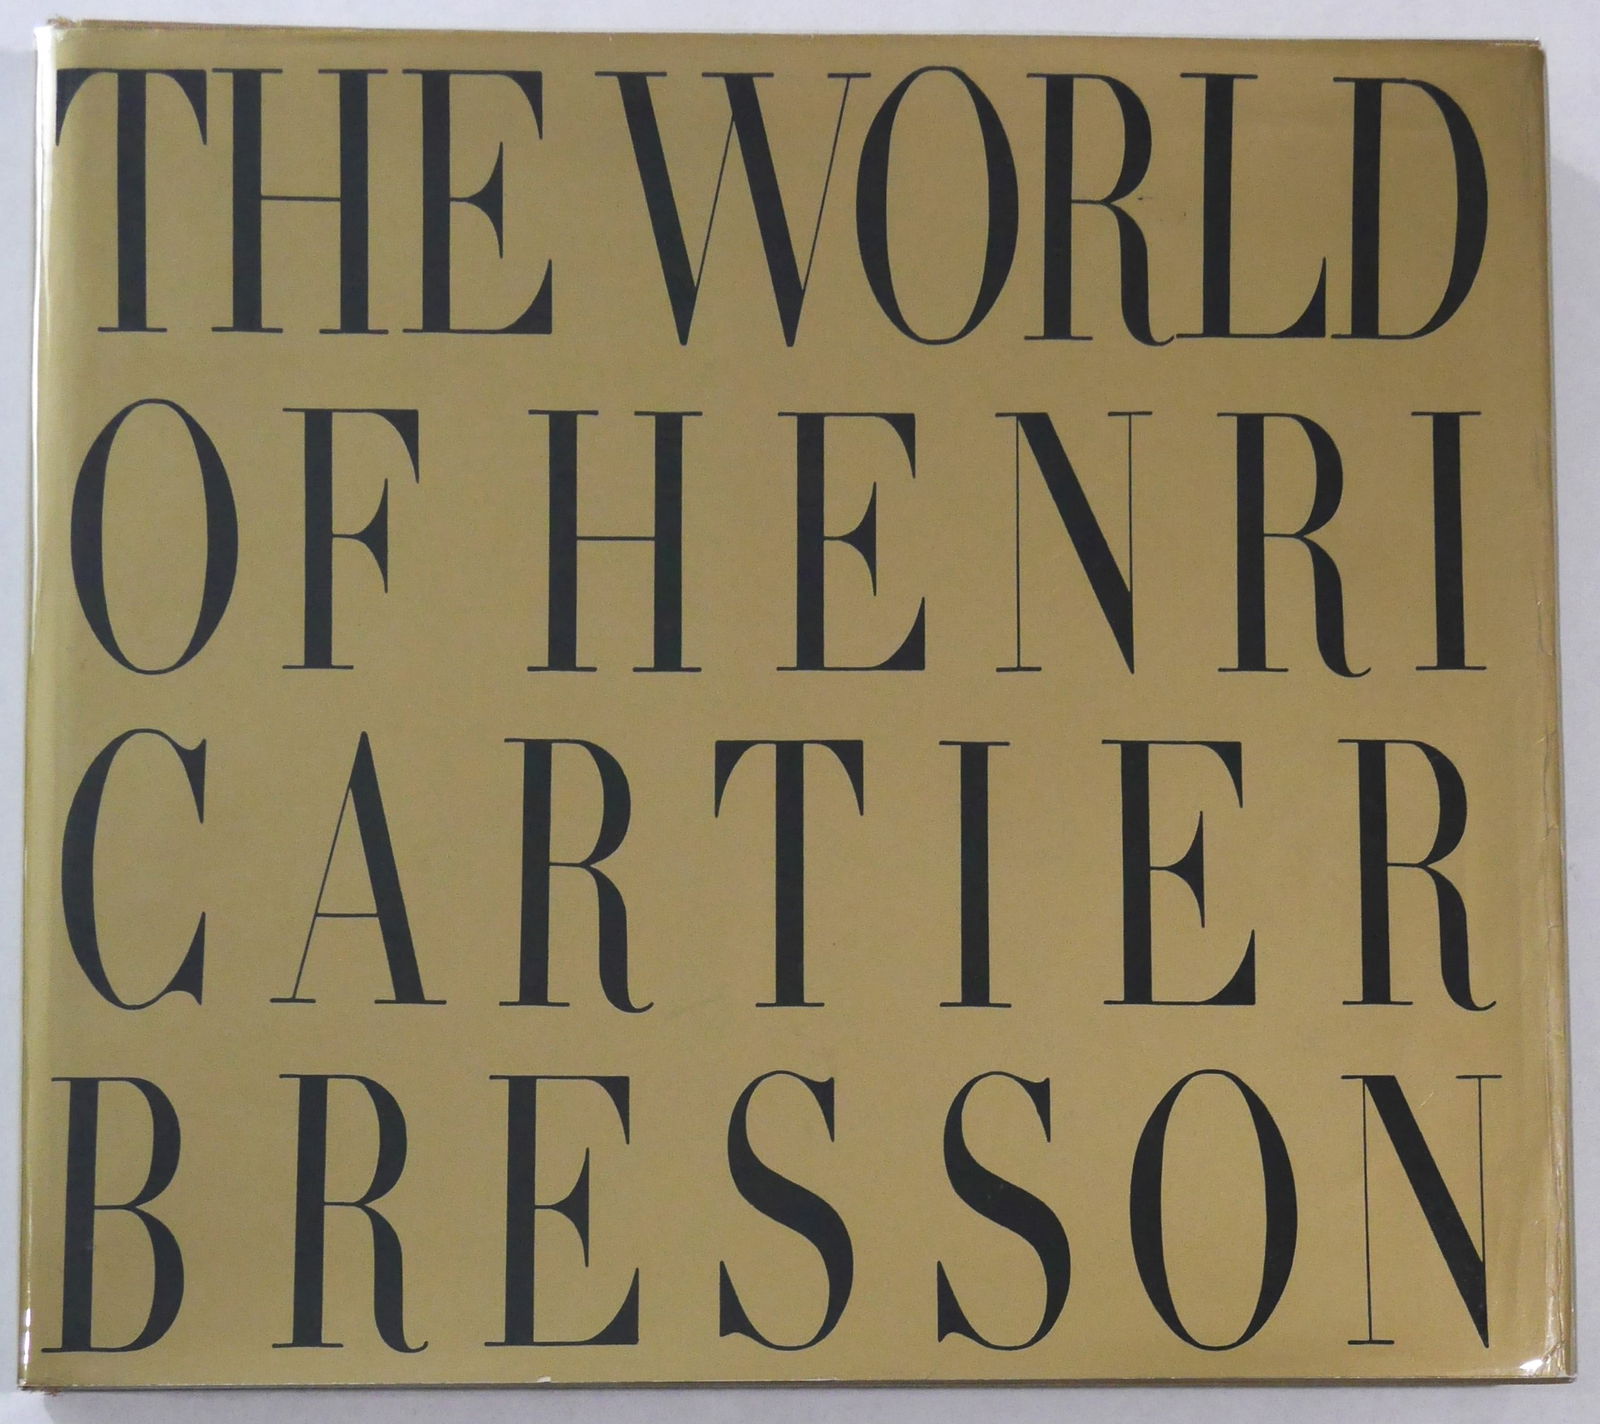 THE WORLD
OF HENRI
CARTIER
BRESSON